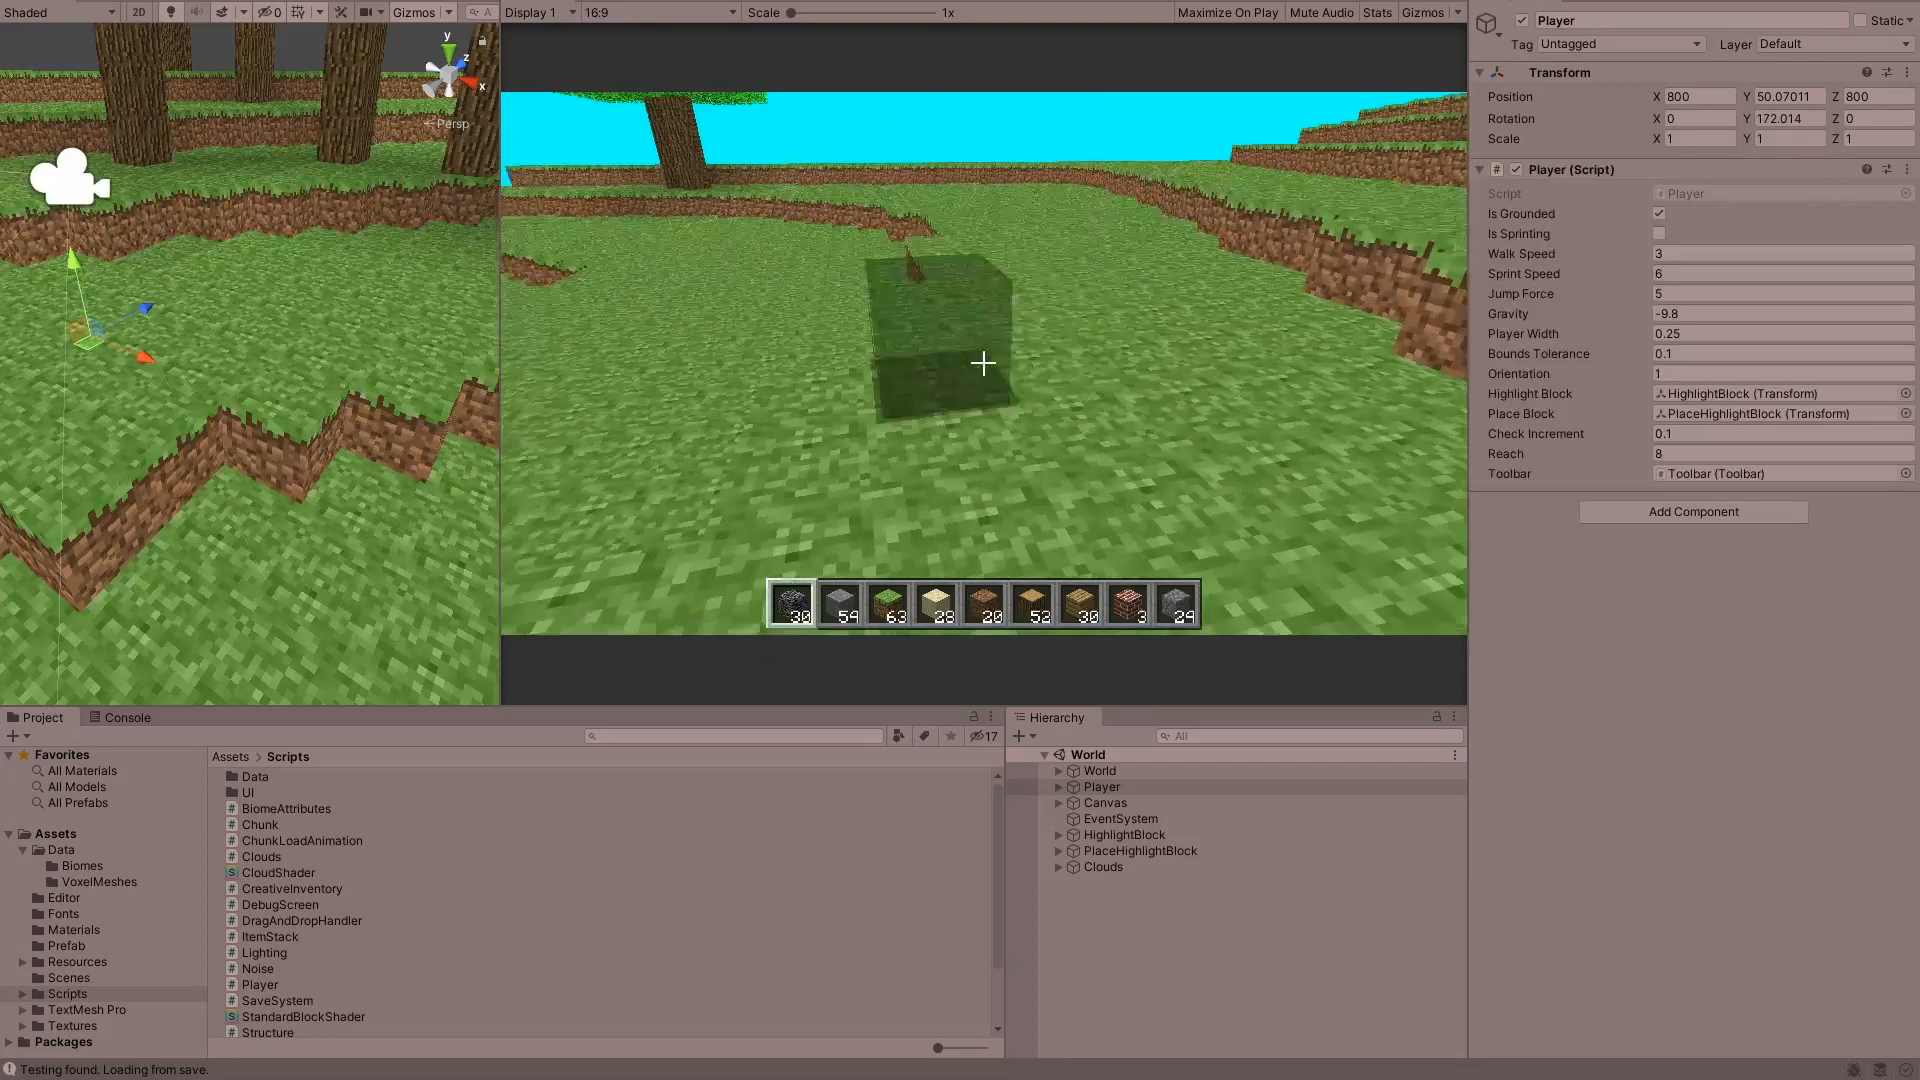 Shaded
2D
0
Gizmos
A
Display 1
16:9
Scale
1x
Maximize On Play
Mute Audio
Stats
Gizmos
Player
Static
Tag
Untagged
Layer
Default
y
z
x
Persp
Transform
Position
X
800
Y
50.07011
Z
800
Rotation
X
0
Y
172.014
Z
0
Scale
X
1
Y
1
Z
1
Player (Script)
Script
Player
Is Grounded
Is Sprinting
Walk Speed
3
Sprint Speed
6
Jump Force
5
Gravity
-9.8
Player Width
0.25
Bounds Tolerance
0.1
Orientation
1
Highlight Block
HighlightBlock (Transform)
Place Block
PlaceHighlightBlock (Transform)
Check Increment
0.1
Reach
8
Toolbar
Toolbar (Toolbar)
Add Component
30
54
63
28
20
52
30
3
24
Project
Console
17
Favorites
All Materials
All Models
All Prefabs
Assets
Data
Biomes
VoxelMeshes
Editor
Fonts
Materials
Prefab
Resources
Scenes
Scripts
TextMesh Pro
Textures
Packages
Assets > Scripts
Data
UI
BiomeAttributes
Chunk
ChunkLoadAnimation
Clouds
CloudShader
CreativeInventory
DebugScreen
DragAndDropHandler
ItemStack
Lighting
Noise
Player
SaveSystem
StandardBlockShader
Structure
Hierarchy
All
World
World
Player
Canvas
EventSystem
HighlightBlock
PlaceHighlightBlock
Clouds
Testing found. Loading from save.